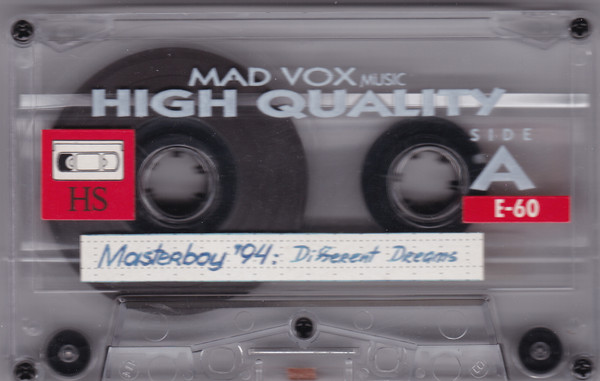 MAD VOX MUSIC
HIGH QUALITY
SIDE
A
HS
E-60
Masterboy '94: Different Dreams